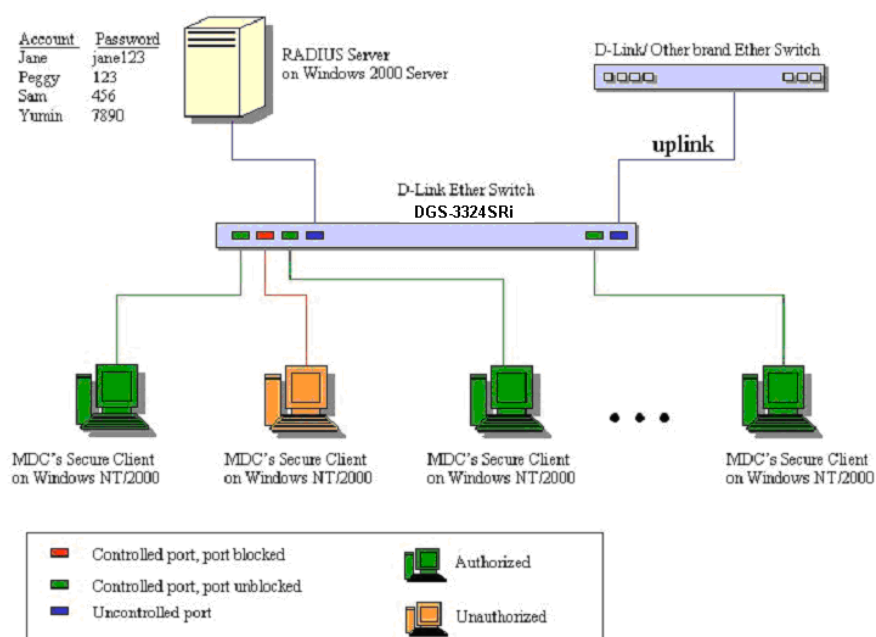 Account Password
Jane jane123
Peggy 123
Sam 456
Yumin 7890
RADIUS Server
on Windows 2000 Server
D-Link/ Other brand Ether Switch
uplink
D-Link Ether Switch
DGS-3324SRi
MDC's Secure Client
on Windows NT/2000
MDC's Secure Client
on Windows NT/2000
MDC's Secure Client
on Windows NT/2000
MDC's Secure Client
on Windows NT/2000
Controlled port, port blocked
Controlled port, port unblocked
Uncontrolled port
Authorized
Unauthorized